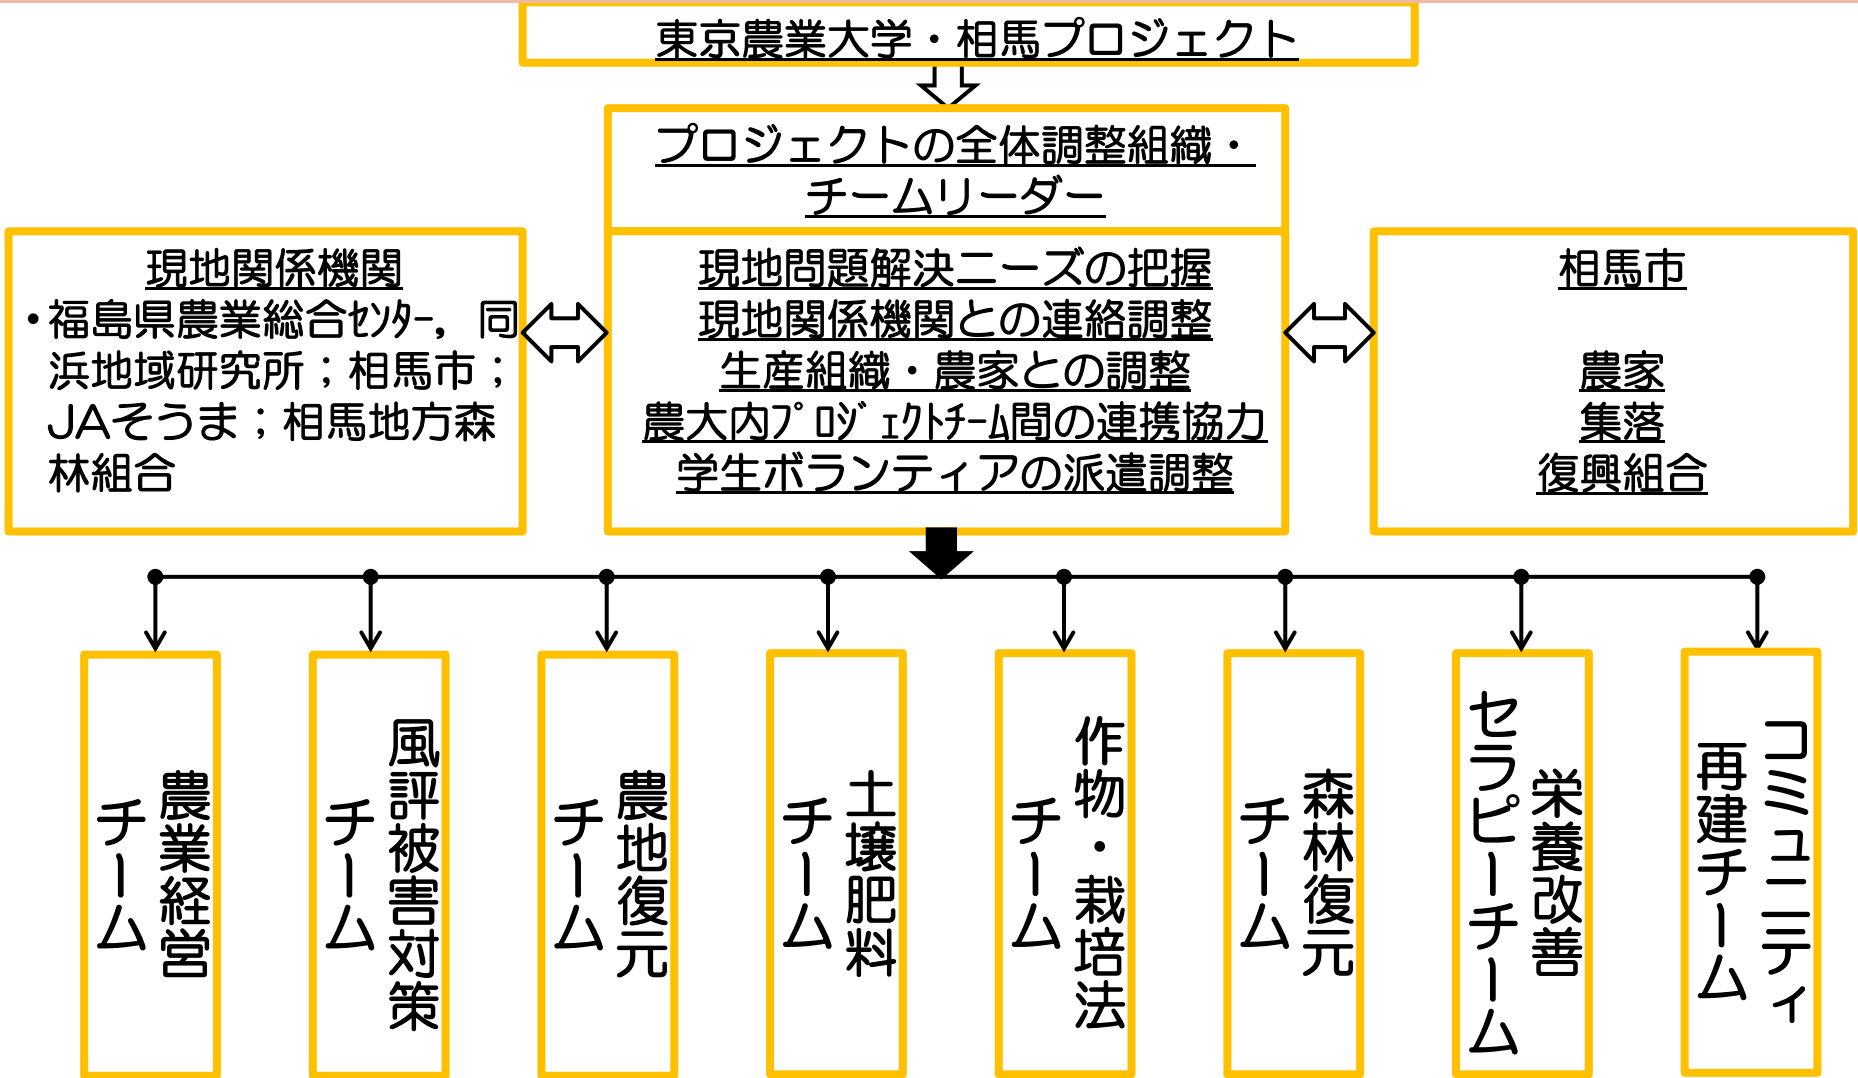 東京農業大学・相馬プロジェクト
プロジェクトの全体調整組織・
チームリーダー
現地関係機関
・福島県農業総合ｾﾝﾀｰ，同
浜地域研究所；相馬市；
JAそうま；相馬地方森
林組合
現地問題解決ニーズの把握
現地関係機関との連絡調整
生産組織・農家との調整
農大内ﾌﾟﾛｼﾞｪｸﾄﾁｰﾑ間の連携協力
学生ボランティアの派遣調整
相馬市
農家
集落
復興組合
農業経営
チーム
風評被害対策
チーム
農地復元
チーム
土壌肥料
チーム
作物・栽培法
チーム
森林復元
チーム
栄養改善
セラピーチーム
コミュニティ
再建チーム